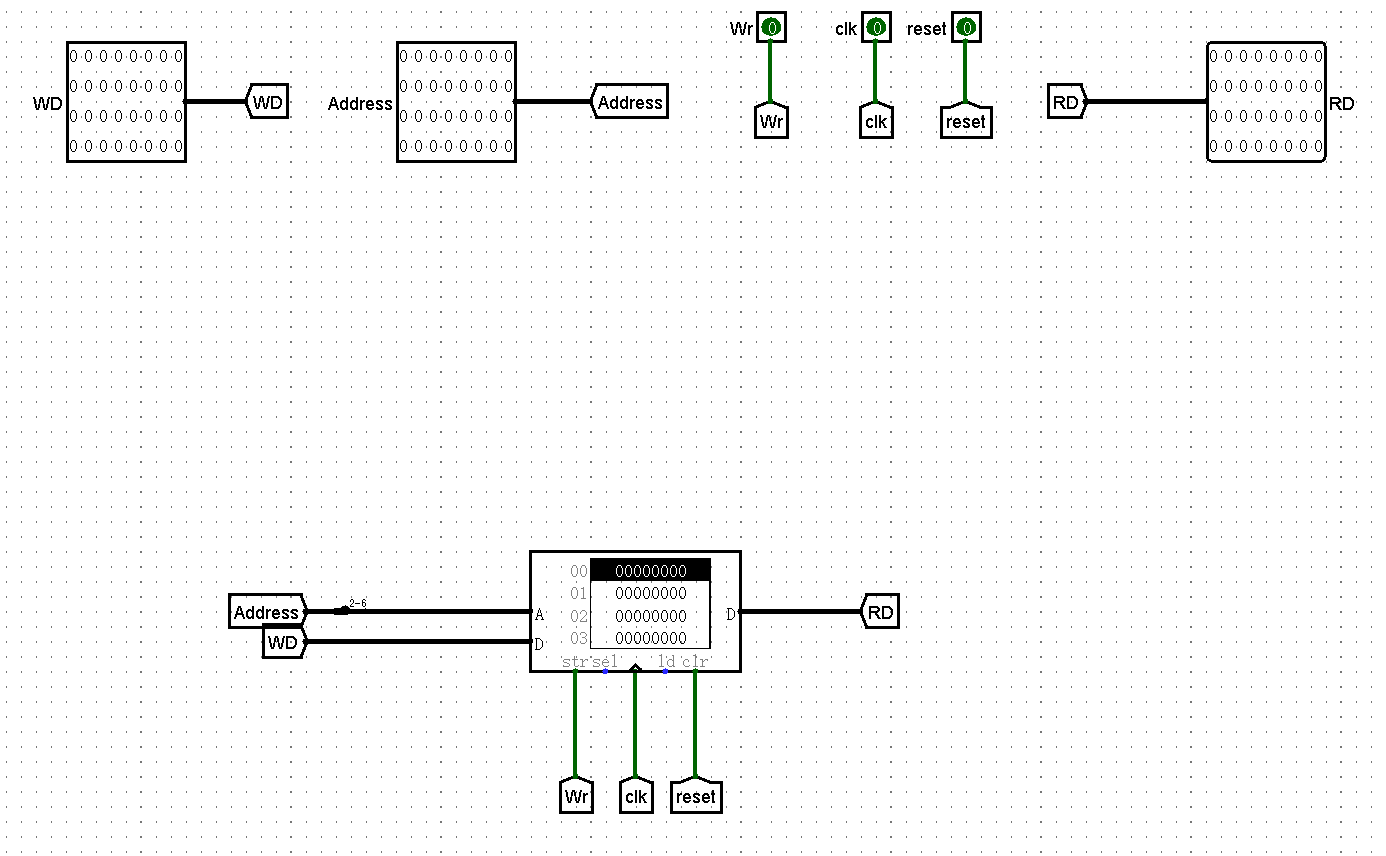 Wr 0 clk 0 reset 0
0 0 0 0 0 0 0 0
0 0 0 0 0 0 0 0
0 0 0 0 0 0 0 0
0 0 0 0 0 0 0 0
WD
WD
0 0 0 0 0 0 0 0
0 0 0 0 0 0 0 0
0 0 0 0 0 0 0 0
0 0 0 0 0 0 0 0
Address
Address
Wr clk reset
RD
0 0 0 0 0 0 0 0
0 0 0 0 0 0 0 0
0 0 0 0 0 0 0 0
0 0 0 0 0 0 0 0
RD
Address
2-6
WD
A
D
00 00000000
01 00000000
02 00000000
03 00000000
str sel ld clr
D
RD
Wr clk reset